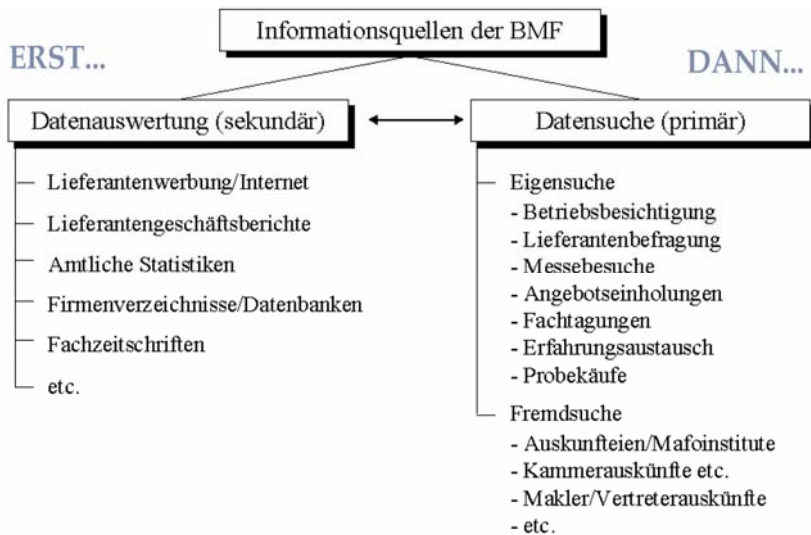 Informationsquellen der BMF
ERST...
DANN...
Datenauswertung (sekundär)
Datensuche (primär)
Lieferantenwerbung/Internet
Lieferantengeschäftsberichte
Amtliche Statistiken
Firmenverzeichnisse/Datenbanken
Fachzeitschriften
etc.
Eigensuche
- Betriebsbesichtigung
- Lieferantenbefragung
- Messebesuche
- Angebotseinholungen
- Fachtagungen
- Erfahrungsaustausch
- Probekäufe
Fremdsuche
- Auskunfteien/Mafoinstitute
- Kammerauskünfte etc.
- Makler/Vertreterauskünfte
- etc.